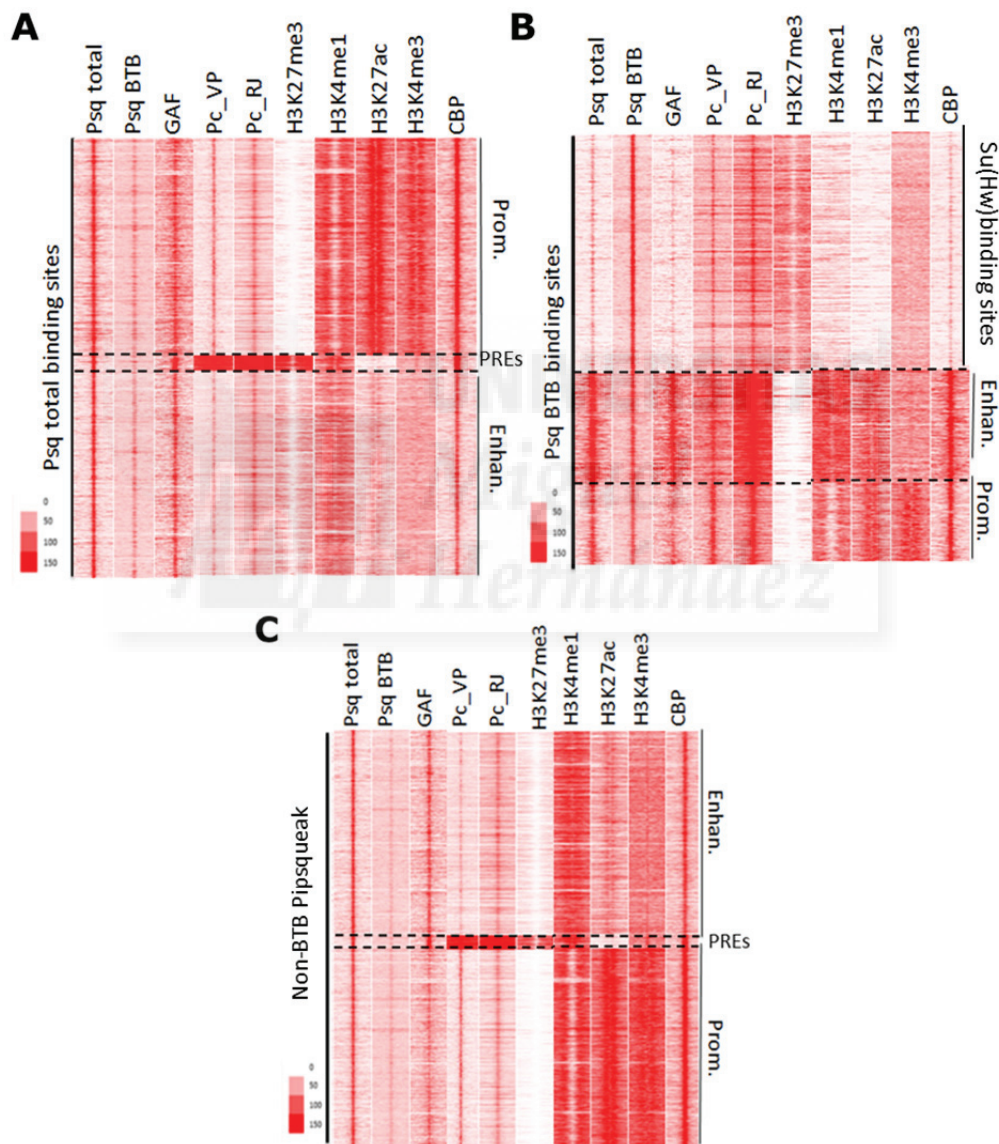 A
Psq total
Psq BTB
GAF
Pc_VP
Pc_RJ
H3K27me3
H3K4me1
H3K27ac
H3K4me3
CBP
Psq total binding sites
Prom.
PREs
Enhan.
0
50
100
150
B
Psq total
Psq BTB
GAF
Pc_VP
Pc_RJ
H3K27me3
H3K4me1
H3K27ac
H3K4me3
CBP
Psq BTB binding sites
Su(Hw)binding sites
Enhan.
Prom.
0
50
100
150
Hernández
C
Psq total
Psq BTB
GAF
Pc_VP
Pc_RJ
H3K27me3
H3K4me1
H3K27ac
H3K4me3
CBP
Non-BTB Pipsqueak
Enhan.
PREs
Prom.
0
50
100
150